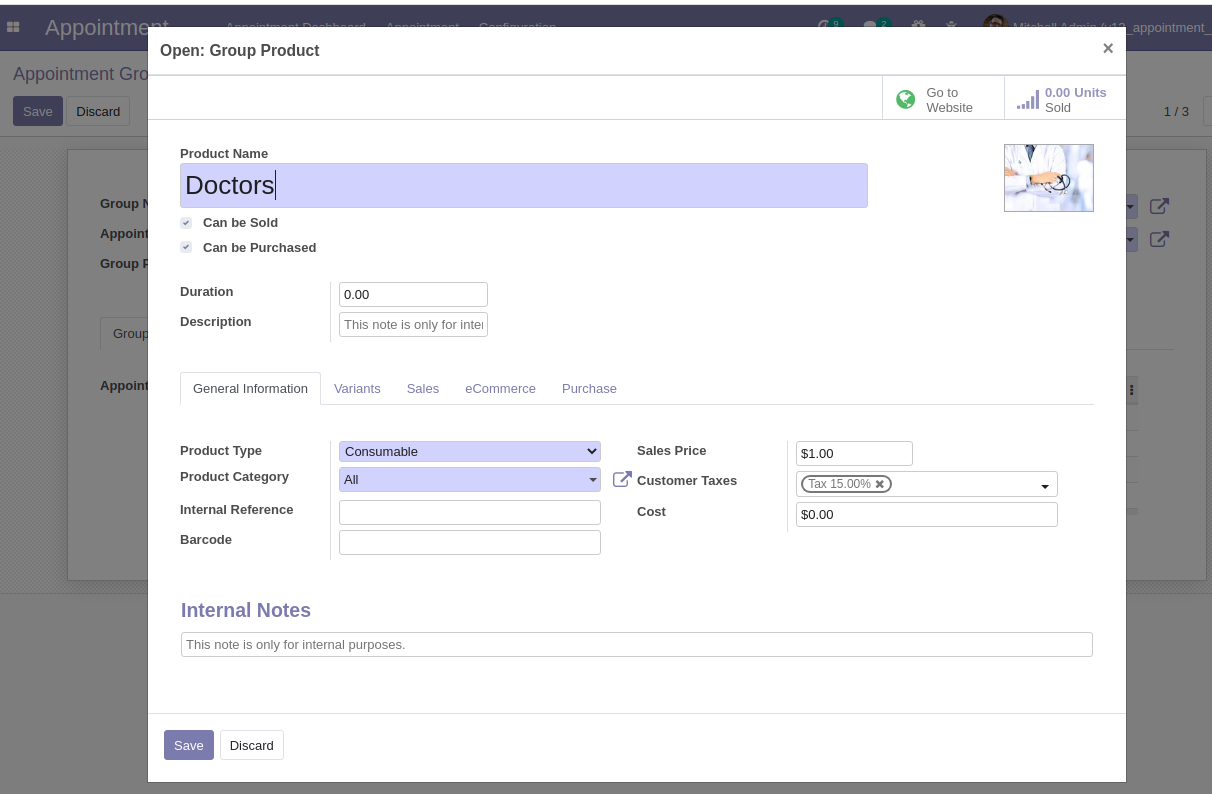 Appointment Appointment Dashboard Appointment Configuration 9 2 Mitchell Admin (v13_appointment_
Open: Group Product ×
Appointment Gro
Save Discard
1 / 3
Go to Website
0.00 Units Sold
Product Name
Doctors
Can be Sold
Can be Purchased
Group N
Appoint
Group P
Duration 0.00
Description This note is only for inte
Group
General Information Variants Sales eCommerce Purchase
Appoint
Product Type Consumable Sales Price $1.00
Product Category All Customer Taxes Tax 15.00% ✖
Internal Reference Cost $0.00
Barcode
Internal Notes
This note is only for internal purposes.
Save Discard